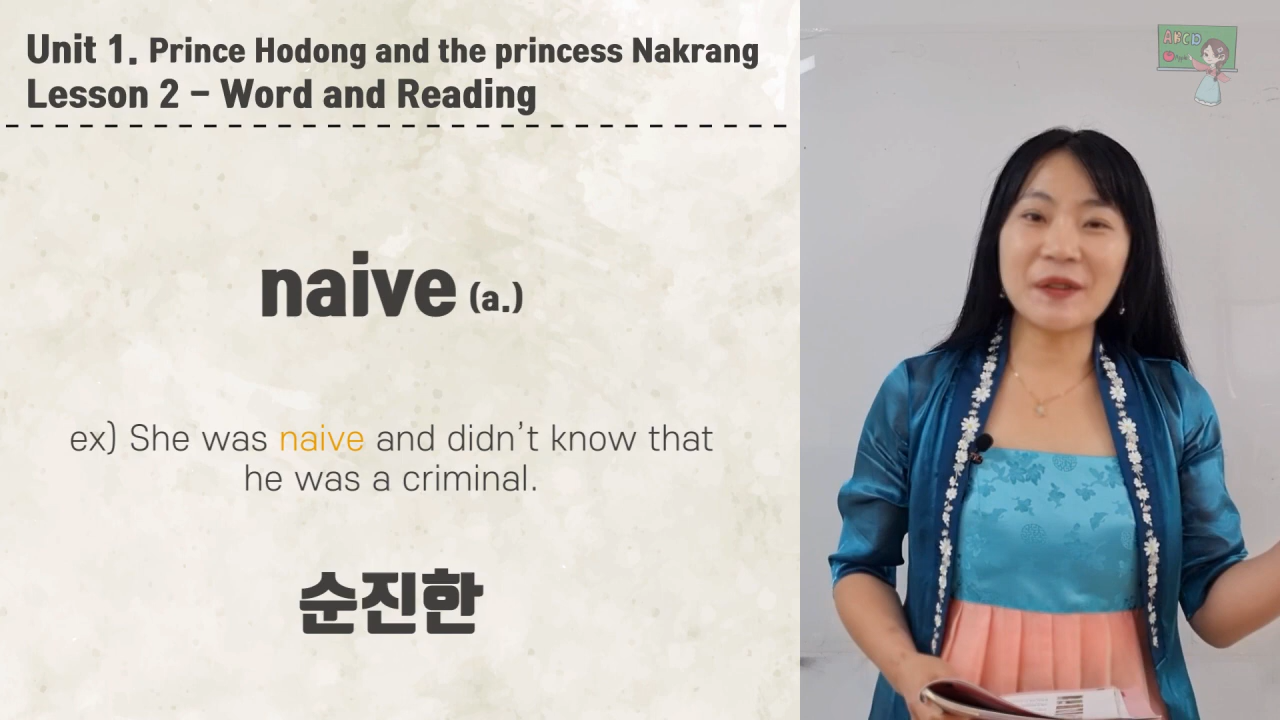 Unit 1. Prince Hodong and the princess Nakrang
Lesson 2 - Word and Reading
naive (a.)
ex) She was naive and didn't know that
he was a criminal.
순진한
ABCD